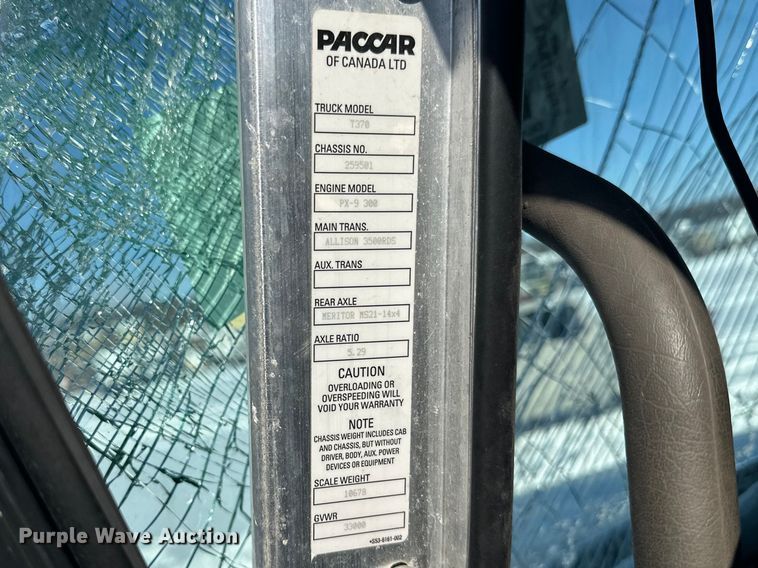 PACCAR
OF CANADA LTD
TRUCK MODEL
T370
CHASSIS NO.
259501
ENGINE MODEL
PX-9 300
MAIN TRANS.
ALLISON 3500RDS
AUX. TRANS
REAR AXLE
MERITOR MS21-14x4
AXLE RATIO
5.29
CAUTION
OVERLOADING OR
OVERSPEEDING WILL
VOID YOUR WARRANTY
NOTE
CHASSIS WEIGHT INCLUDES CAB
AND CHASSIS, BUT WITHOUT
DRIVER, BODY, AUX. POWER
DEVICES OR EQUIPMENT
SCALE WEIGHT
10678
GVWR
33000
•S53-6161-002
Purple Wave Auction